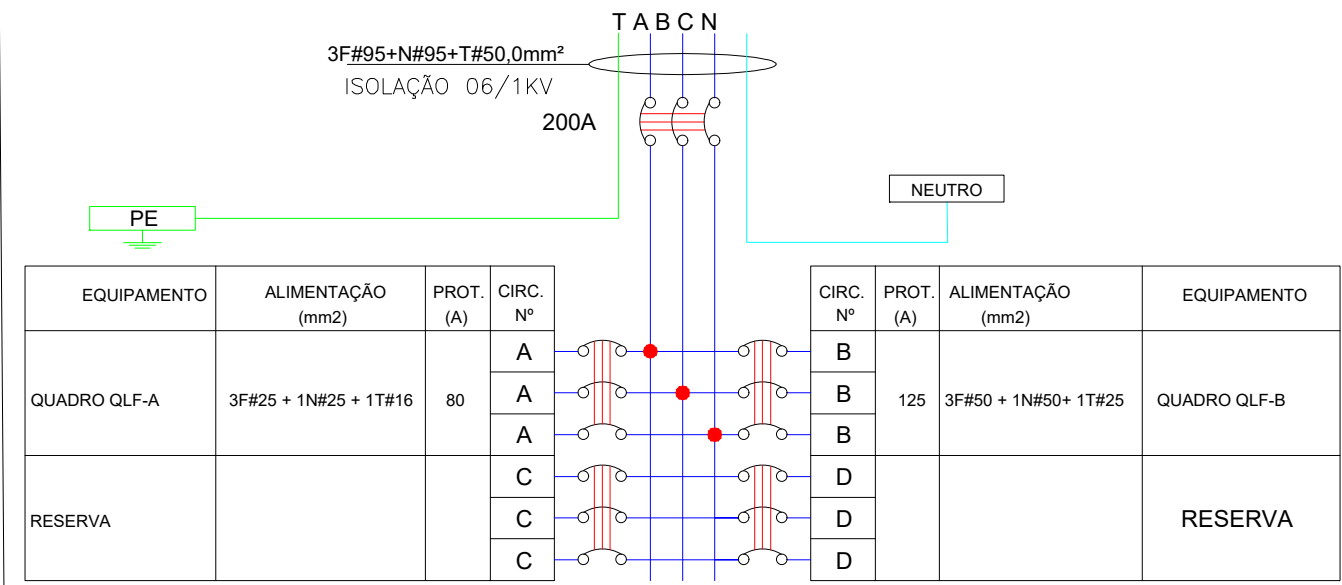 T A B C N
3F#95+N#95+T#50,0mm²
ISOLAÇÃO 06/1KV
200A
NEUTRO
PE
EQUIPAMENTO ALIMENTAÇÃO (mm2) PROT. (A) CIRC. Nº
CIRC. Nº PROT. (A) ALIMENTAÇÃO (mm2) EQUIPAMENTO
A
A
A
QUADRO QLF-A 3F#25 + 1N#25 + 1T#16 80
B
B
B
125 3F#50 + 1N#50+ 1T#25 QUADRO QLF-B
C
C
C
RESERVA
D
D
D
RESERVA